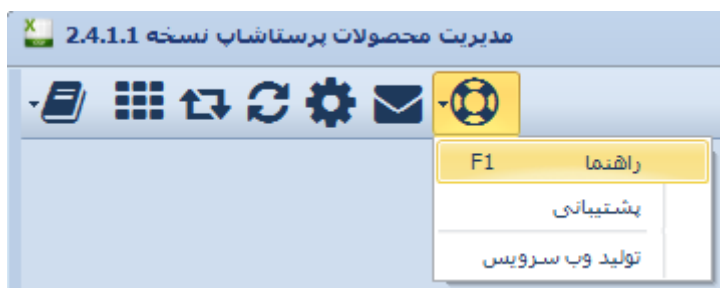 مدیریت محصولات پرستاشاپ نسخه 2.4.1.1
راهنما F1
پشتیبانی
تولید وب سرویس